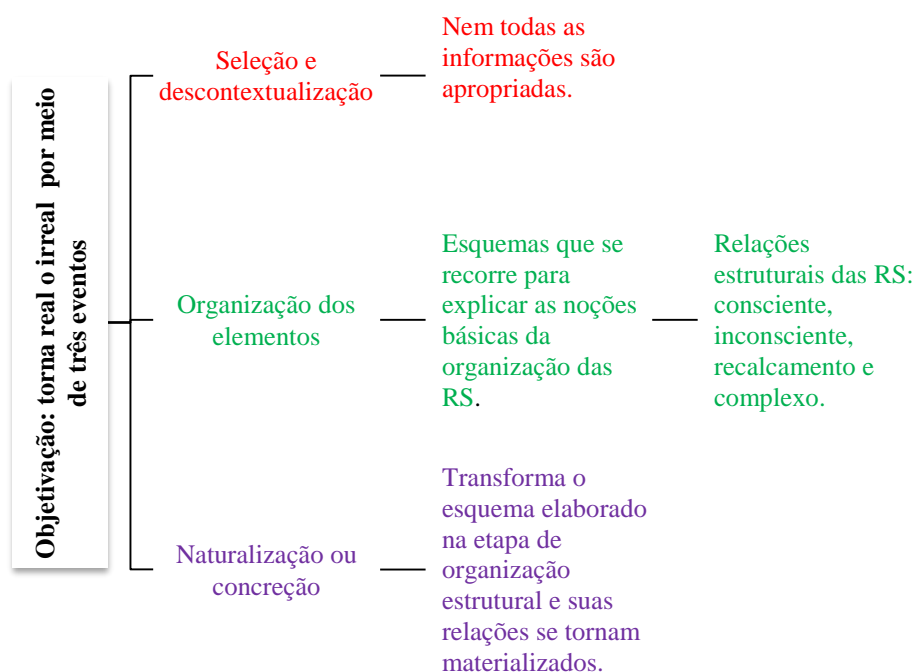 Objetivação: torna real o irreal  por meio
de três eventos
Seleção e
descontextualização
Nem todas as
informações são
apropriadas.
Organização dos
elementos
Esquemas que se
recorre para
explicar as noções
básicas da
organização das
RS.
Relações
estruturais das RS:
consciente,
inconsciente,
recalcamento e
complexo.
Naturalização ou
concreção
Transforma o
esquema elaborado
na etapa de
organização
estrutural e suas
relações se tornam
materializados.